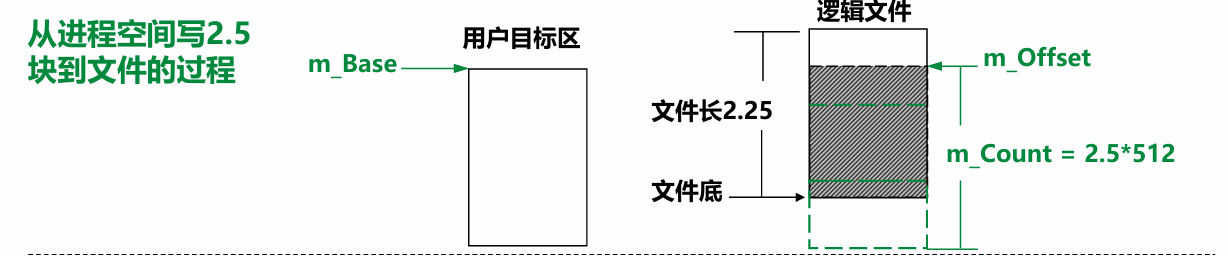 从进程空间写2.5
块到文件的过程
用户目标区
逻辑文件
m_Base
m_Offset
文件长2.25
m_Count = 2.5*512
文件底